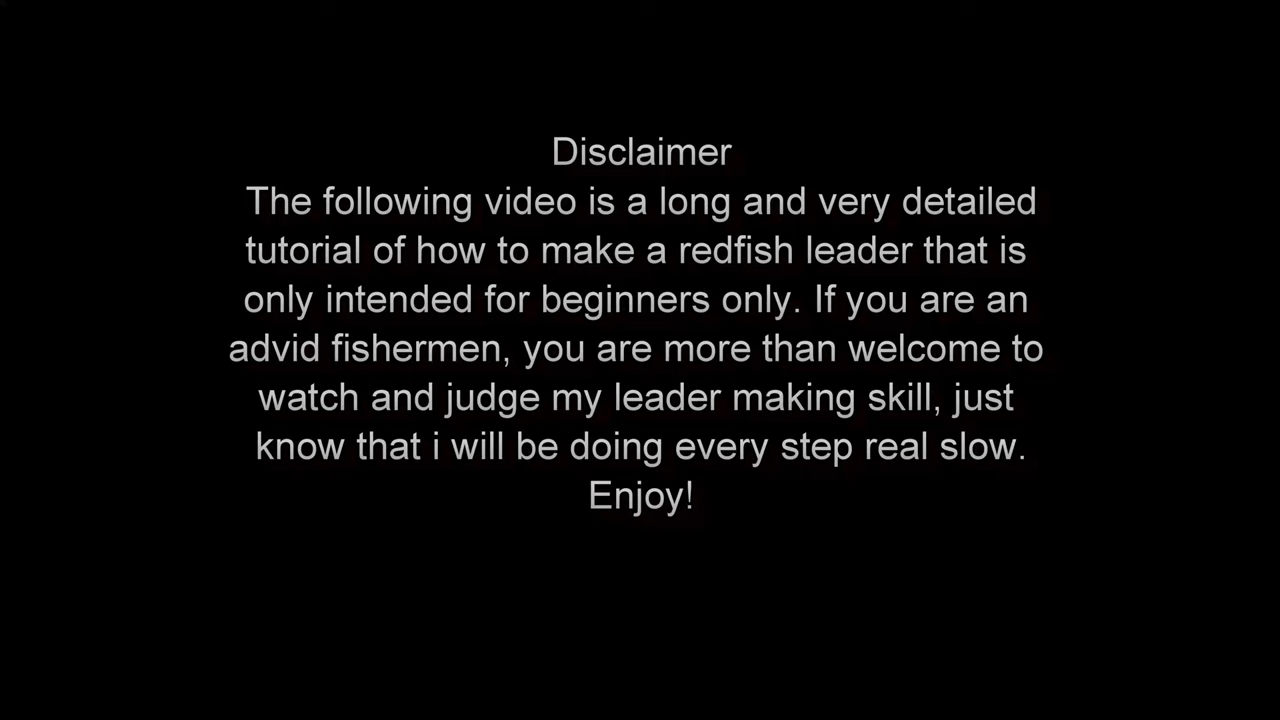 Disclaimer
The following video is a long and very detailed
tutorial of how to make a redfish leader that is
only intended for beginners only. If you are an
advid fishermen, you are more than welcome to
watch and judge my leader making skill, just
know that i will be doing every step real slow.
Enjoy!